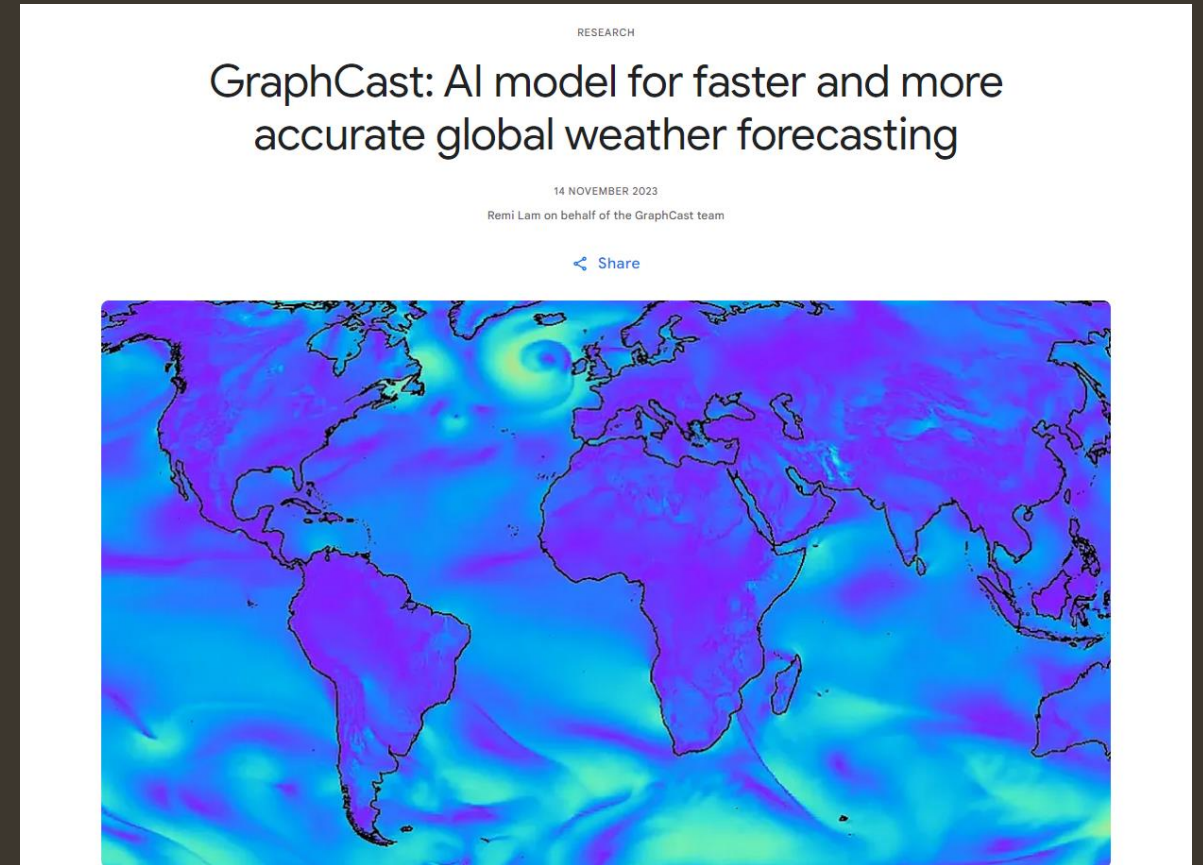 RESEARCH
GraphCast: AI model for faster and more
accurate global weather forecasting
14 NOVEMBER 2023
Remi Lam on behalf of the GraphCast team
Share